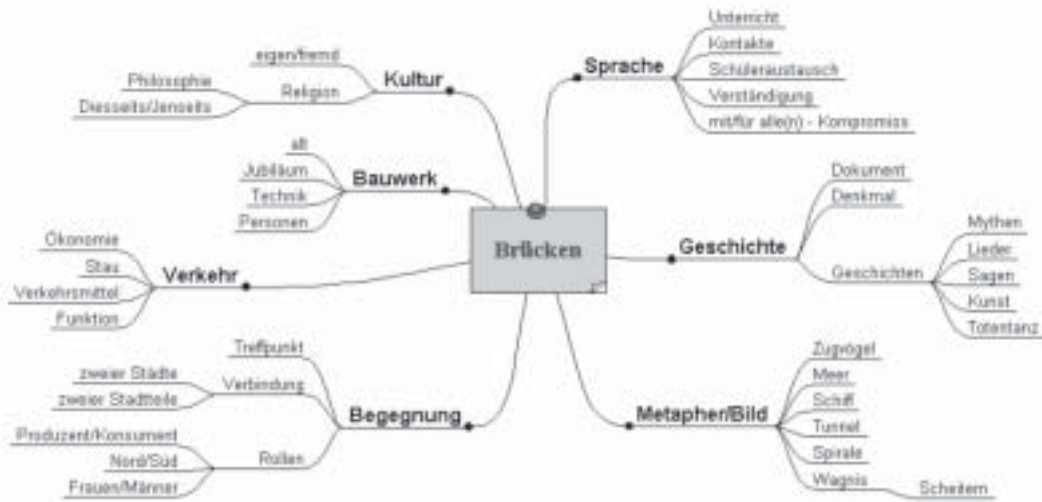 Brücken
Kultur
eigen/fremd
Religion
Philosophie
Diesseits/Jenseits
Bauwerk
alt
Jubiläum
Technik
Personen
Verkehr
Ökonomie
Stau
Verkehrsmittel
Funktion
Begegnung
Treffpunkt
Verbindung
zweier Städte
zweier Stadtteile
Rollen
Produzent/Konsument
Nord/Süd
Frauen/Männer
Sprache
Unterricht
Kontakte
Schüleraustausch
Verständigung
mit/für alle(n) - Kompromiss
Geschichte
Dokument
Denkmal
Geschichten
Mythen
Lieder
Sagen
Kunst
Totentanz
Metapher/Bild
Zugvögel
Meer
Schiff
Tunnel
Spirale
Wagnis
Scheitern